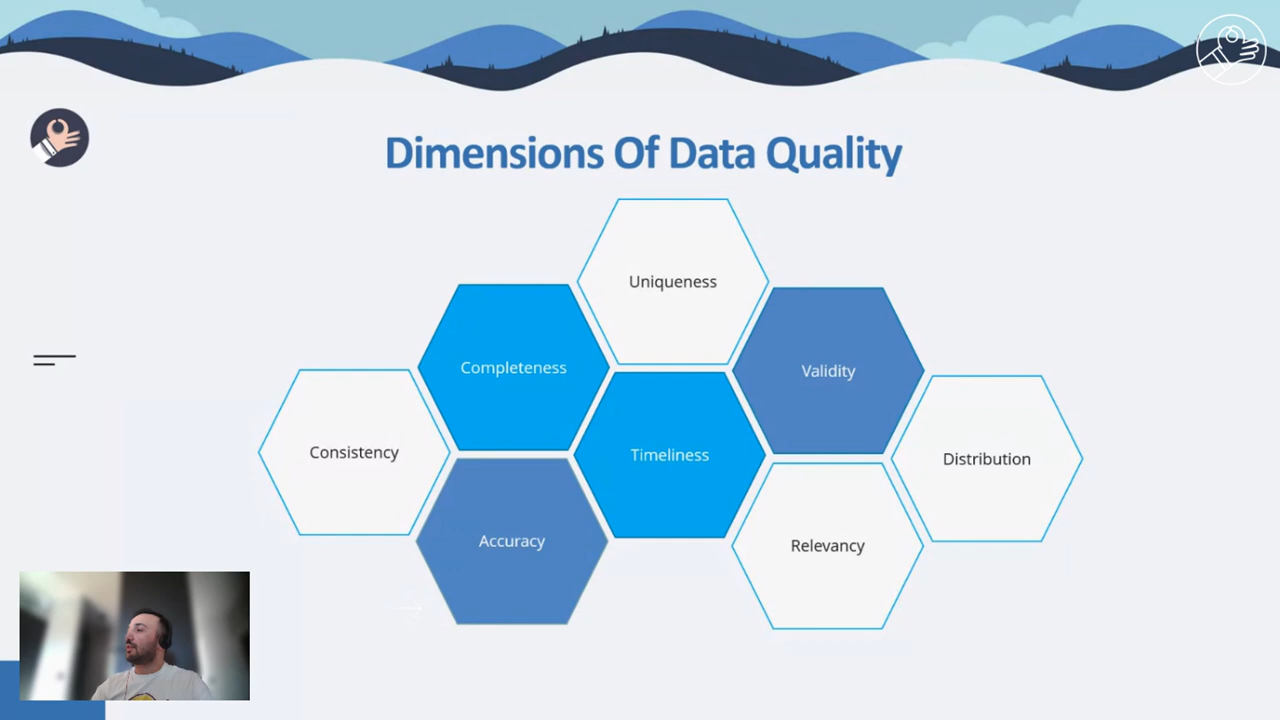 Dimensions Of Data Quality
Uniqueness
Completeness
Validity
Consistency
Timeliness
Distribution
Accuracy
Relevancy